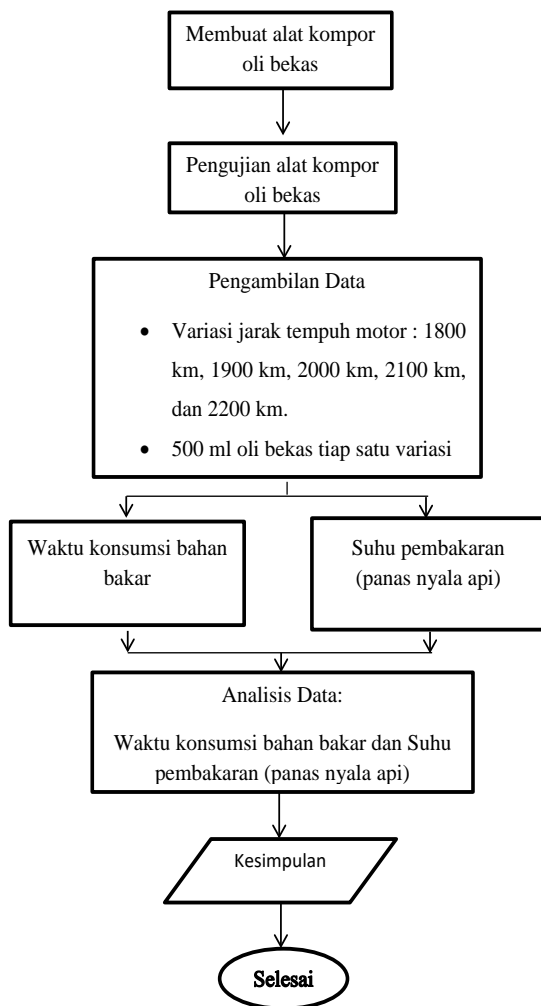 Membuat alat kompor
oli bekas
Pengujian alat kompor
oli bekas
Pengambilan Data
• Variasi jarak tempuh motor : 1800
km, 1900 km, 2000 km, 2100 km,
dan 2200 km.
• 500 ml oli bekas tiap satu variasi
Waktu konsumsi bahan
bakar
Suhu pembakaran
(panas nyala api)
Analisis Data:
Waktu konsumsi bahan bakar dan Suhu
pembakaran (panas nyala api)
Kesimpulan
Selesai